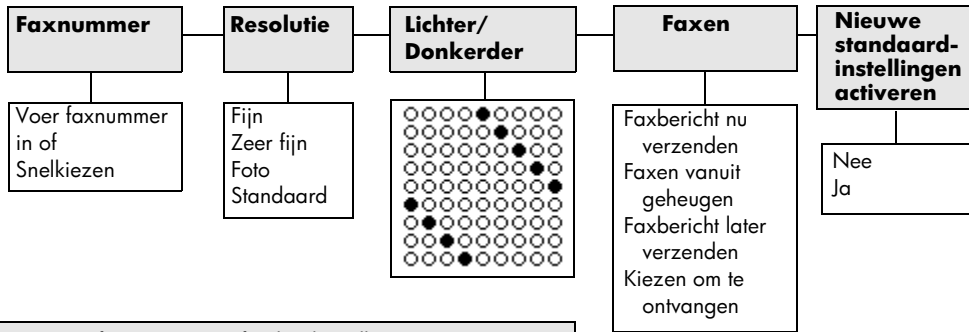 Faxnummer
Resolutie
Lichter/
Donkerder
Faxen
Nieuwe
standaard-
instellingen
activeren
Voer faxnummer
in of
Snelkiezen
Fijn
Zeer fijn
Foto
Standaard
Faxbericht nu
verzenden
Faxen vanuit
geheugen
Faxbericht later
verzenden
Kiezen om te
ontvangen
Nee
Ja